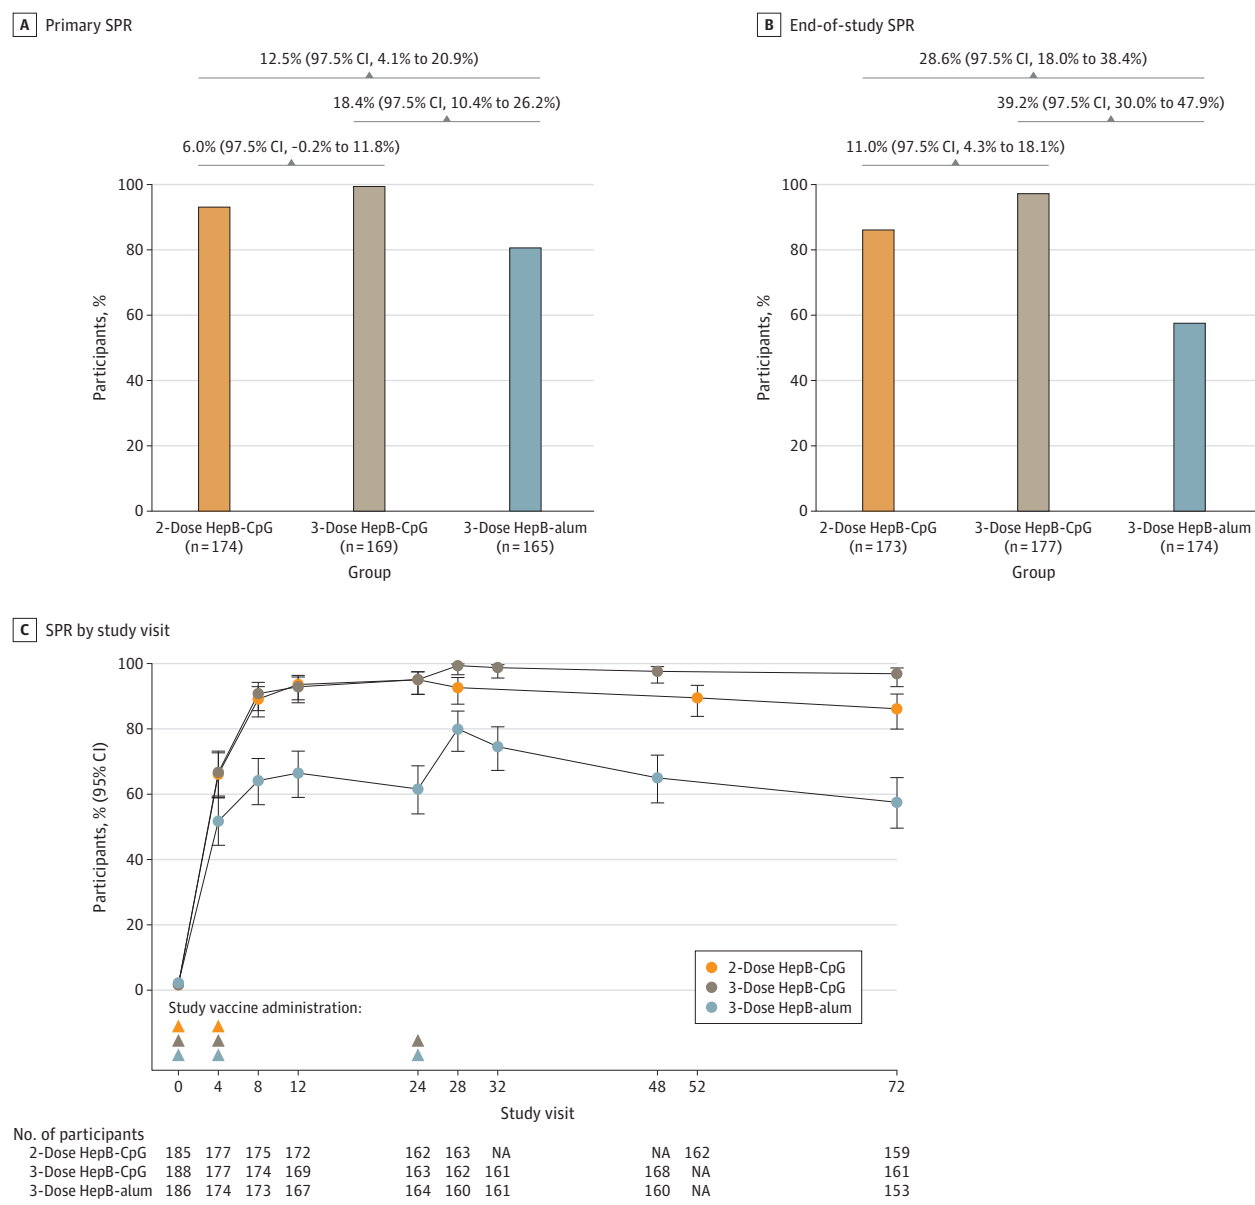 A Primary SPR
12.5% (97.5% CI, 4.1% to 20.9%)
18.4% (97.5% CI, 10.4% to 26.2%)
6.0% (97.5% CI, -0.2% to 11.8%)
100
80
60
40
20
0
Participants, %
2-Dose HepB-CpG
(n=174)
3-Dose HepB-CpG
(n=169)
3-Dose HepB-alum
(n=165)
Group
B End-of-study SPR
28.6% (97.5% CI, 18.0% to 38.4%)
39.2% (97.5% CI, 30.0% to 47.9%)
11.0% (97.5% CI, 4.3% to 18.1%)
100
80
60
40
20
0
Participants, %
2-Dose HepB-CpG
(n=173)
3-Dose HepB-CpG
(n=177)
3-Dose HepB-alum
(n=174)
Group
C SPR by study visit
100
80
60
40
20
0
Participants, % (95% CI)
2-Dose HepB-CpG
3-Dose HepB-CpG
3-Dose HepB-alum
Study vaccine administration:
0 4 8 12 24 28 32 48 52 72
Study visit
No. of participants
2-Dose HepB-CpG 185 177 175 172 162 163 NA NA 162 159
3-Dose HepB-CpG 188 177 174 169 163 162 161 168 NA 161
3-Dose HepB-alum 186 174 173 167 164 160 161 160 NA 153